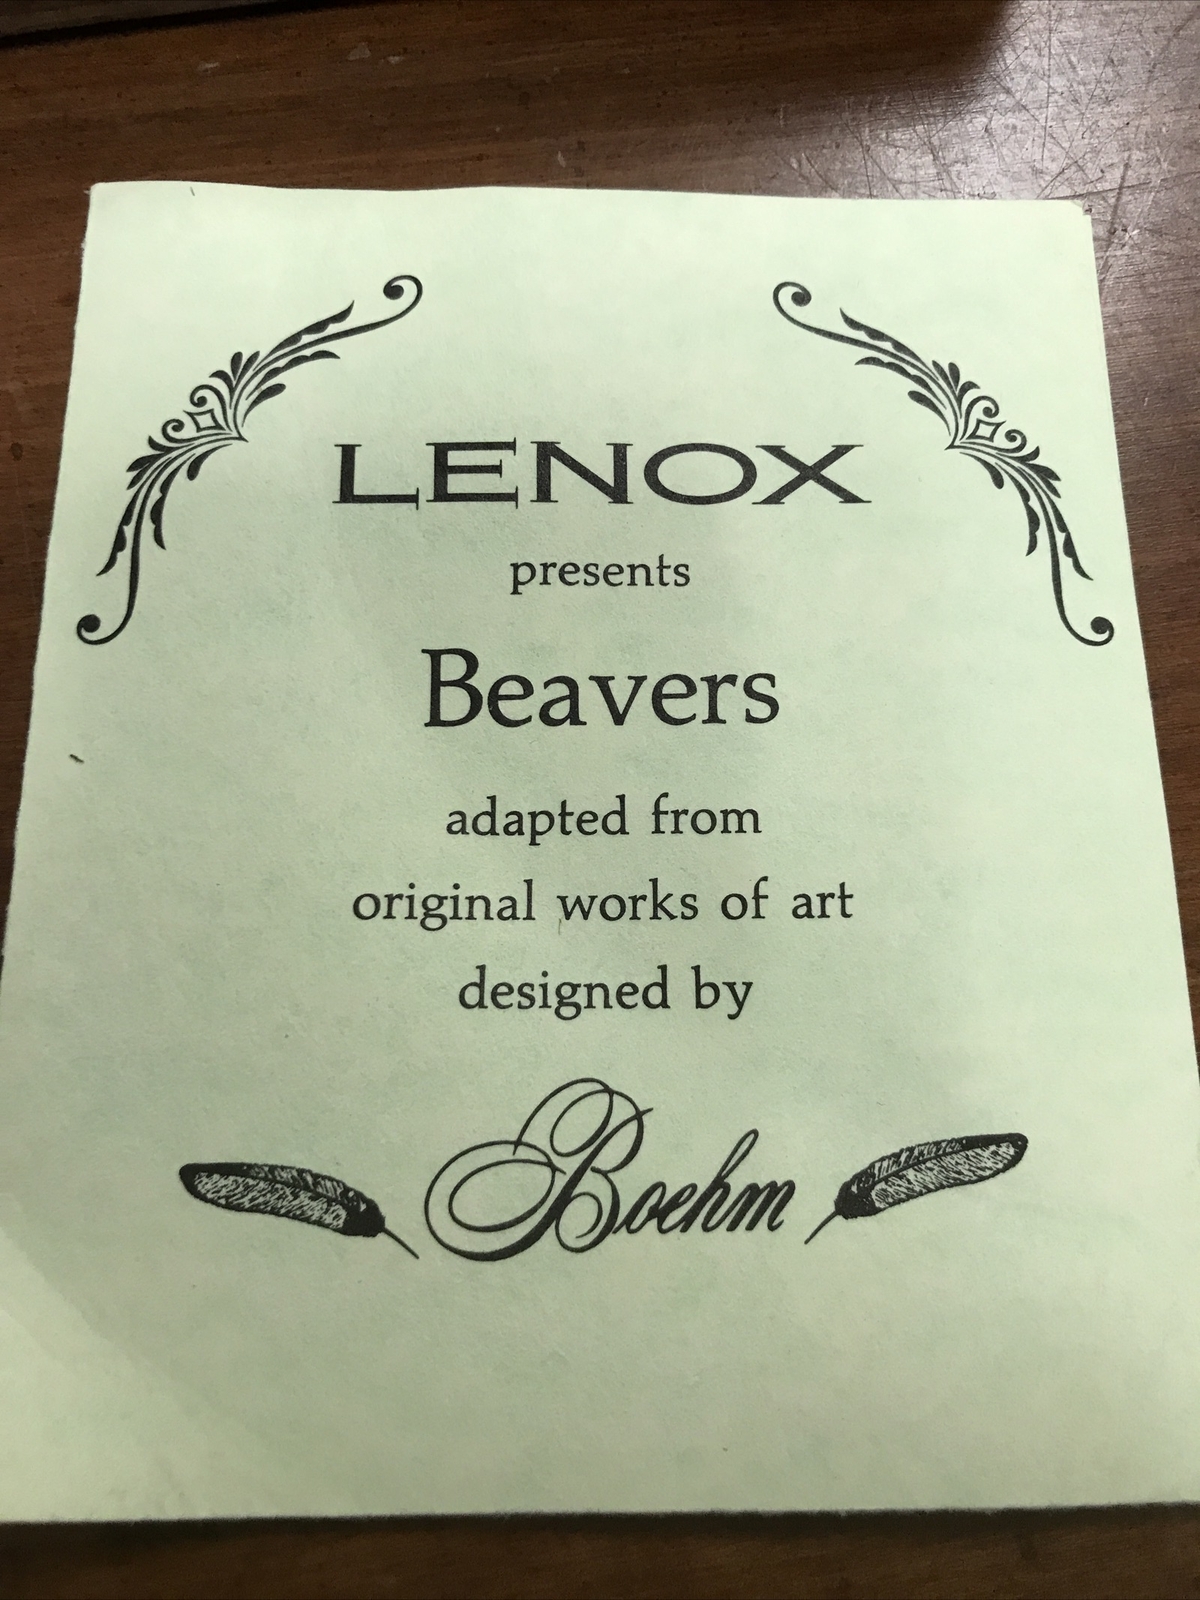 LENOX
presents
Beavers
adapted from
original works of art
designed by
Boehm